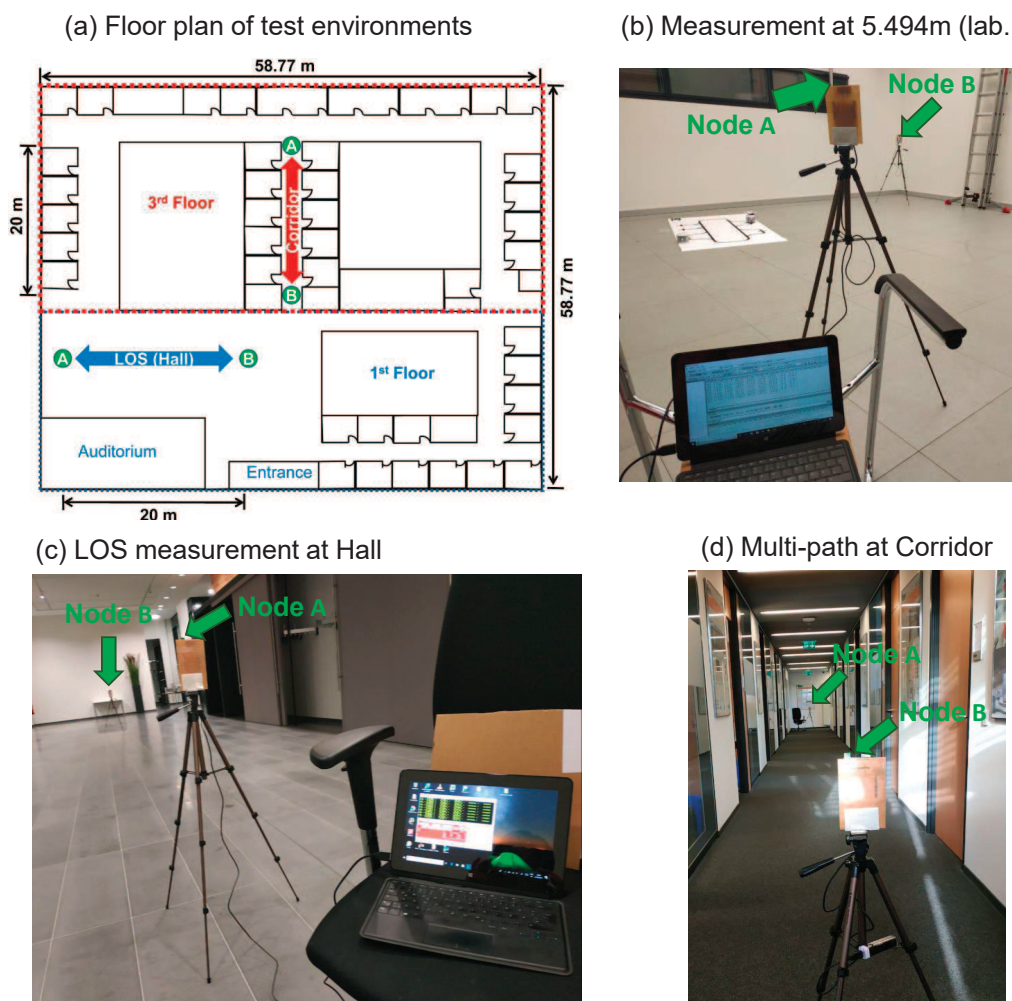 (a) Floor plan of test environments
58.77 m
A
20 m
3rd Floor
Corridor
B
58.77 m
A
LOS (Hall)
B
1st Floor
Auditorium
Entrance
20 m
(b) Measurement at 5.494m (lab.
Node B
Node A
(c) LOS measurement at Hall
Node B
Node A
(d) Multi-path at Corridor
Node A
Node B